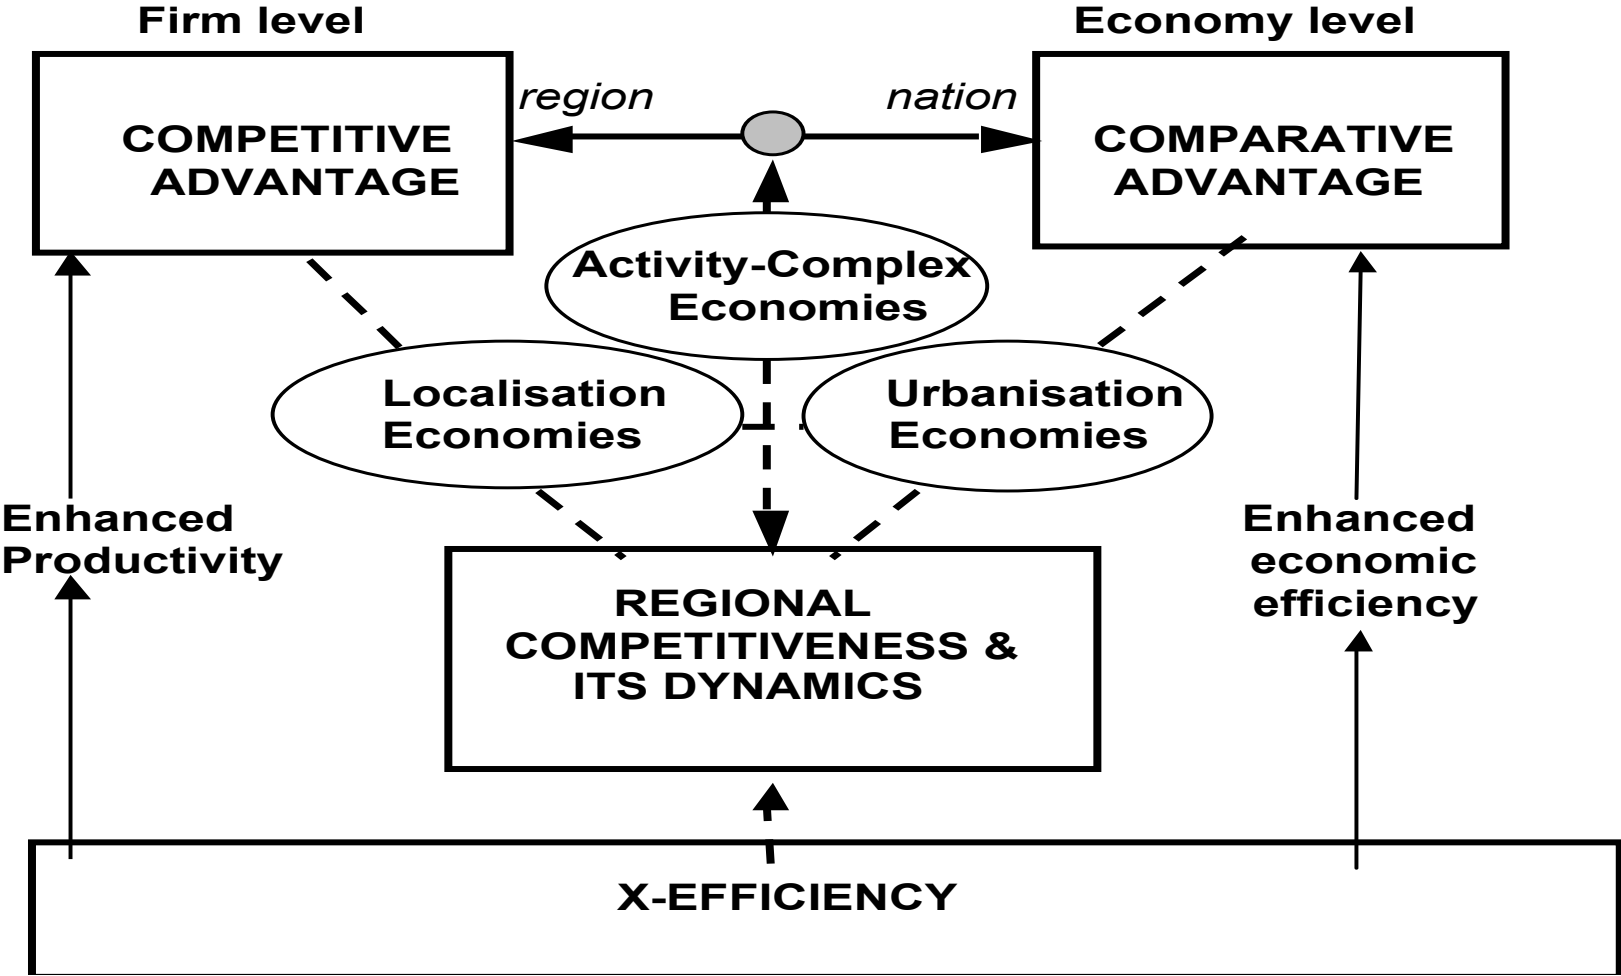 Firm level
Economy level
region
nation
COMPETITIVE
ADVANTAGE
COMPARATIVE
ADVANTAGE
Activity-Complex
Economies
Localisation
Economies
Urbanisation
Economies
Enhanced
Productivity
Enhanced
economic
efficiency
REGIONAL
COMPETITIVENESS &
ITS DYNAMICS
X-EFFICIENCY